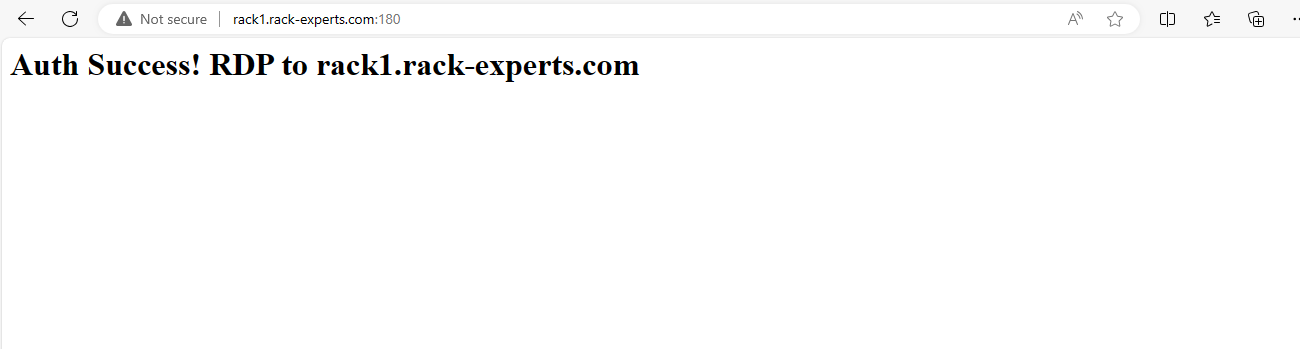 Not secure | rack1.rack-experts.com:180
Auth Success! RDP to rack1.rack-experts.com